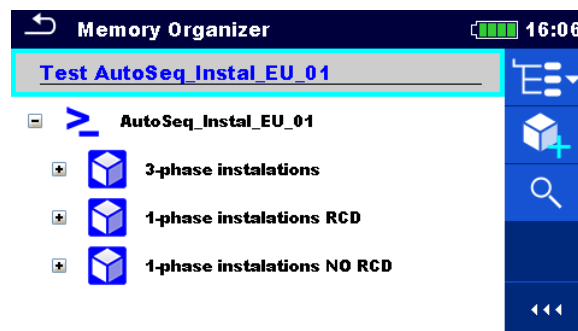 Memory Organizer
16:06
Test AutoSeq_Instal_EU_01
AutoSeq_Instal_EU_01
3-phase instalations
1-phase instalations RCD
1-phase instalations NO RCD